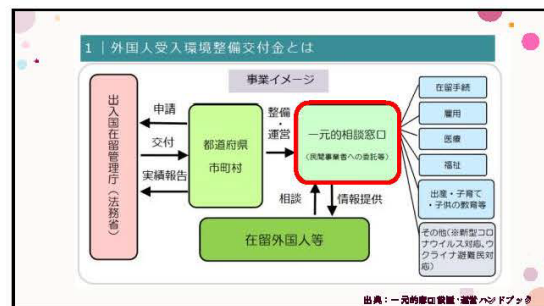 1｜外国人受入環境整備交付金とは
事業イメージ
出入国在留管理庁(法務省)
申請
交付
実績報告
都道府県
市町村
整備・運営
一元的相談窓口
(民間事業者への委託等)
相談
情報提供
在留外国人等
在留手続
雇用
医療
福祉
出産・子育て・
子供の教育等
その他(※新型コロ
ナウイルス対応、ウ
クライナ避難民対
応)
出典：一元的窓口設置・運営ハンドブック